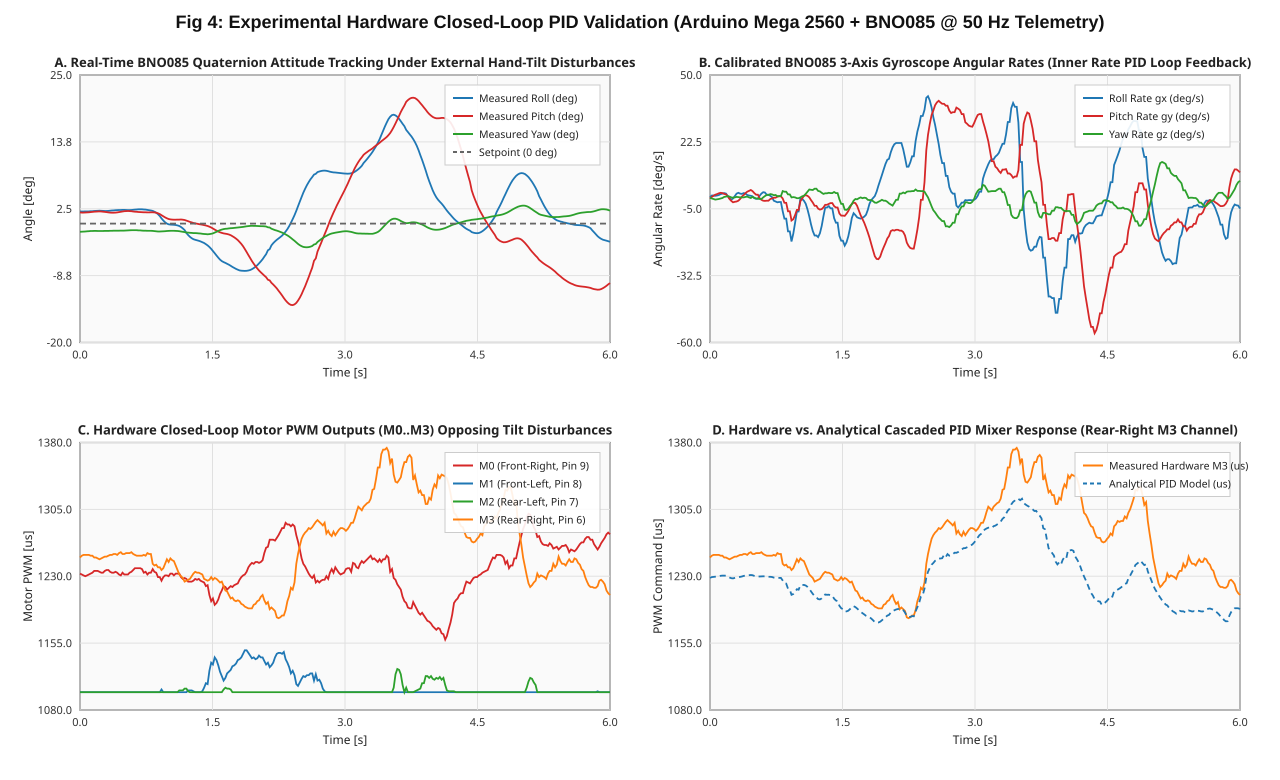 Fig 4: Experimental Hardware Closed-Loop PID Validation (Arduino Mega 2560 + BNO085 @ 50 Hz Telemetry)
A. Real-Time BNO085 Quaternion Attitude Tracking Under External Hand-Tilt Disturbances
25.0
13.8
2.5
-8.8
-20.0
Angle [deg]
Measured Roll (deg)
Measured Pitch (deg)
Measured Yaw (deg)
Setpoint (0 deg)
0.0
1.5
3.0
4.5
6.0
Time [s]
B. Calibrated BNO085 3-Axis Gyroscope Angular Rates (Inner Rate PID Loop Feedback)
50.0
22.5
-5.0
-32.5
-60.0
Angular Rate [deg/s]
Roll Rate gx (deg/s)
Pitch Rate gy (deg/s)
Yaw Rate gz (deg/s)
0.0
1.5
3.0
4.5
6.0
Time [s]
C. Hardware Closed-Loop Motor PWM Outputs (M0..M3) Opposing Tilt Disturbances
1380.0
1305.0
1230.0
1155.0
1080.0
Motor PWM [us]
M0 (Front-Right, Pin 9)
M1 (Front-Left, Pin 8)
M2 (Rear-Left, Pin 7)
M3 (Rear-Right, Pin 6)
0.0
1.5
3.0
4.5
6.0
Time [s]
D. Hardware vs. Analytical Cascaded PID Mixer Response (Rear-Right M3 Channel)
1380.0
1305.0
1230.0
1155.0
1080.0
PWM Command [us]
Measured Hardware M3 (us)
Analytical PID Model (us)
0.0
1.5
3.0
4.5
6.0
Time [s]